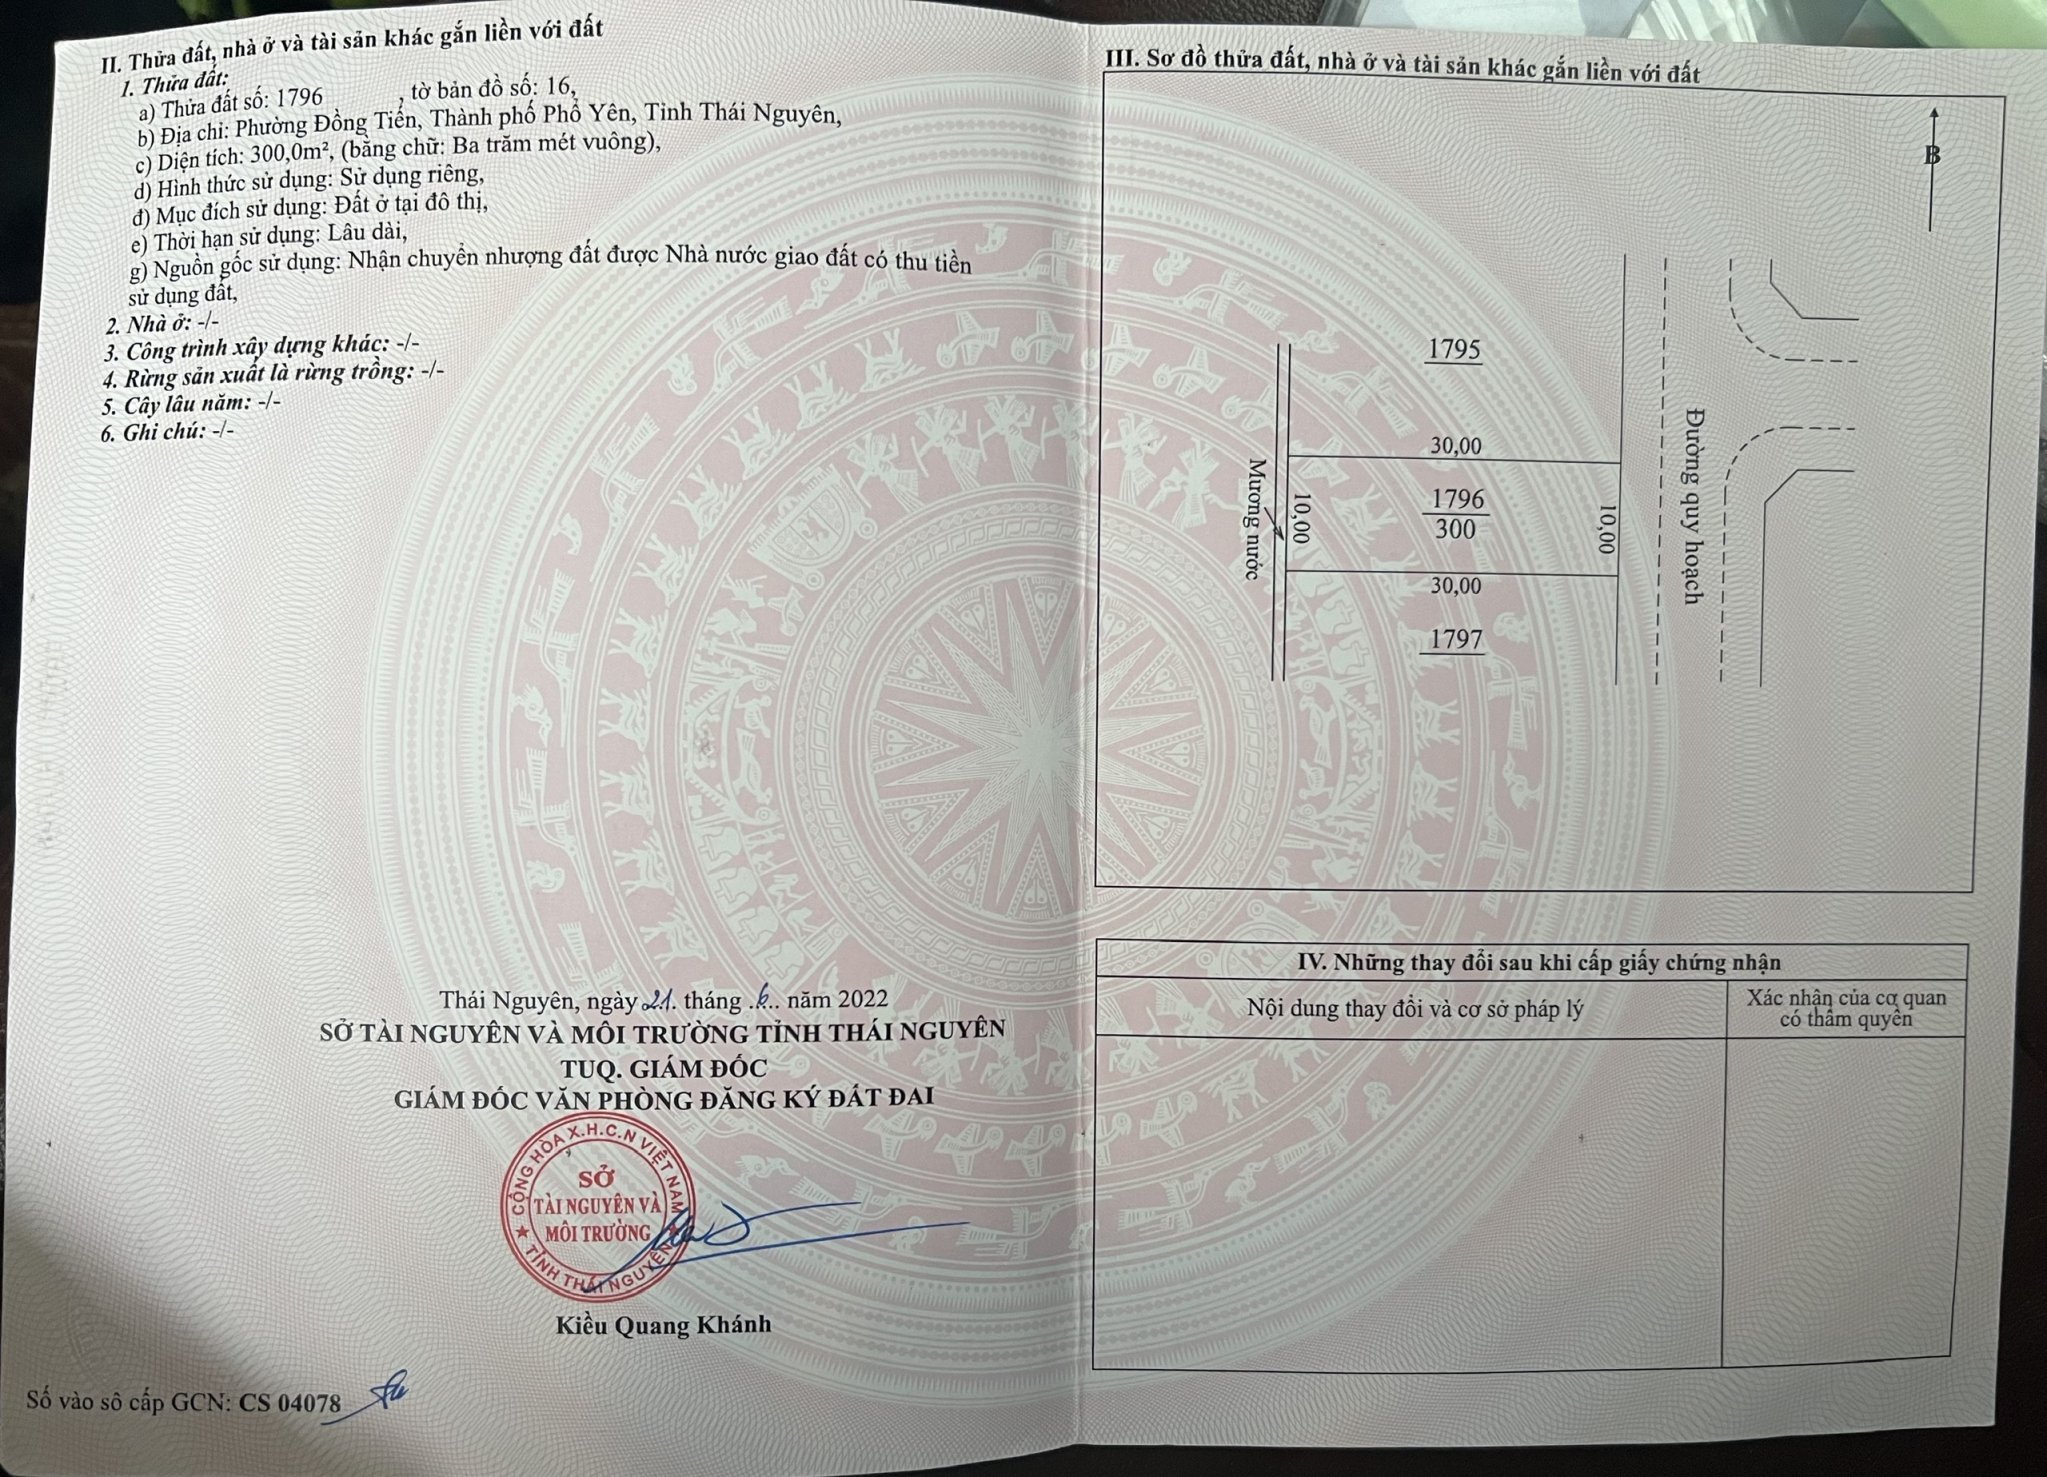 II. Thửa đất, nhà ở và tài sản khác gắn liền với đất
1. Thửa đất:
a) Thửa đất số: 1796 , tờ bản đồ số: 16,
b) Địa chỉ: Phường Đồng Tiến, Thành phố Phổ Yên, Tỉnh Thái Nguyên,
c) Diện tích: 300,0m², (bằng chữ: Ba trăm mét vuông),
d) Hình thức sử dụng: Sử dụng riêng,
đ) Mục đích sử dụng: Đất ở tại đô thị,
e) Thời hạn sử dụng: Lâu dài,
g) Nguồn gốc sử dụng: Nhận chuyển nhượng đất được Nhà nước giao đất có thu tiền
sử dụng đất,
2. Nhà ở: -/-
3. Công trình xây dựng khác: -/-
4. Rừng sản xuất là rừng trồng: -/-
5. Cây lâu năm: -/-
6. Ghi chú: -/-
Thái Nguyên, ngày 21. tháng .6.. năm 2022
SỞ TÀI NGUYÊN VÀ MÔI TRƯỜNG TỈNH THÁI NGUYÊN
TUQ. GIÁM ĐỐC
GIÁM ĐỐC VĂN PHÒNG ĐĂNG KÝ ĐẤT ĐAI
CỘNG HÒA X.H.C.N VIỆT NAM
SỞ
TÀI NGUYÊN VÀ
MÔI TRƯỜNG
TỈNH THÁI NGUYÊN
Kiều Quang Khánh
Số vào sổ cấp GCN: CS 04078
III. Sơ đồ thửa đất, nhà ở và tài sản khác gắn liền với đất
B
1795
30,00
Mương nước
10,00
1796
300
10,00
Đường quy hoạch
30,00
1797
IV. Những thay đổi sau khi cấp giấy chứng nhận
Nội dung thay đổi và cơ sở pháp lý
Xác nhận của cơ quan
có thẩm quyền